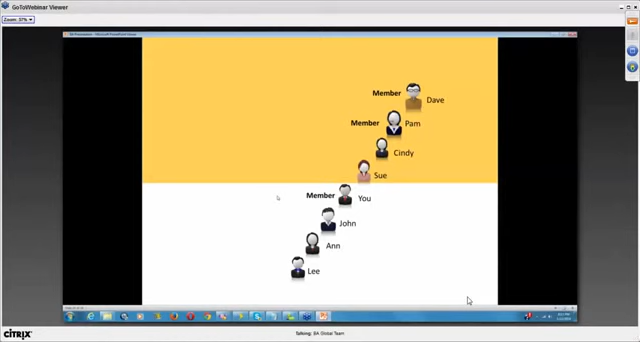 GoToWebinar Viewer
Zoom: 37%
Member
Dave
Member
Pam
Cindy
Sue
Member
You
John
Ann
Lee
CITRIX
Talking: BA Global Team